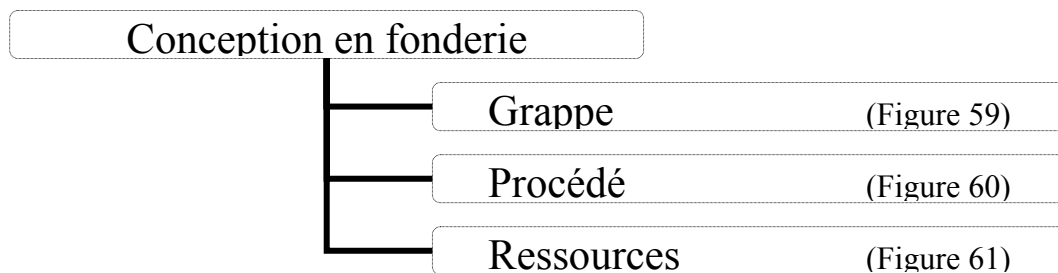 Conception en fonderie
Grappe (Figure 59)
Procédé (Figure 60)
Ressources (Figure 61)